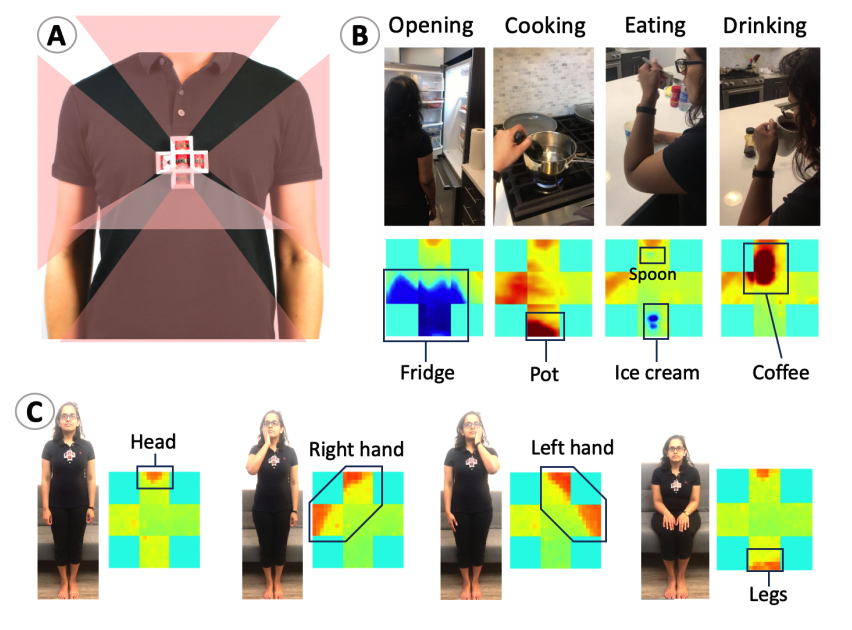 A
B
Opening
Cooking
Eating
Drinking
Spoon
Fridge
Pot
Ice cream
Coffee
C
Head
Right hand
Left hand
Legs